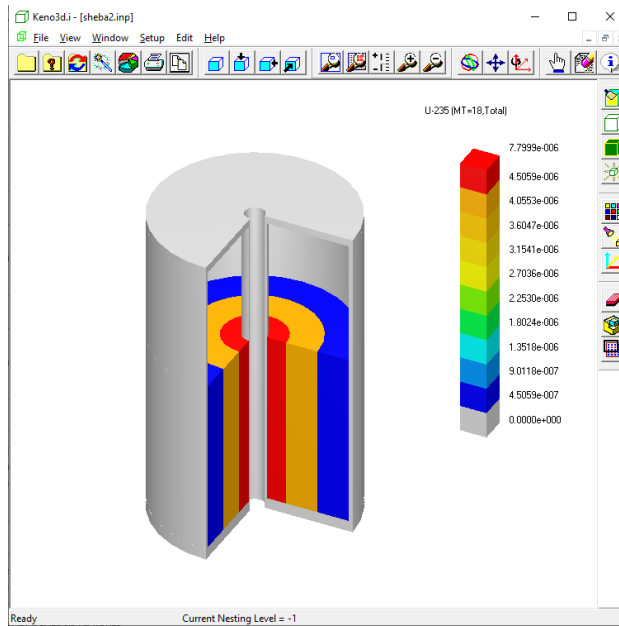 Keno3d.i - [sheba2.inp]
File View Window Setup Edit Help
U-235 (MT=18,Total)
7.7999e-006
4.5059e-006
4.0553e-006
3.6047e-006
3.1541e-006
2.7036e-006
2.2530e-006
1.8024e-006
1.3518e-006
9.0118e-007
4.5059e-007
0.0000e+000
Ready Current Nesting Level = -1